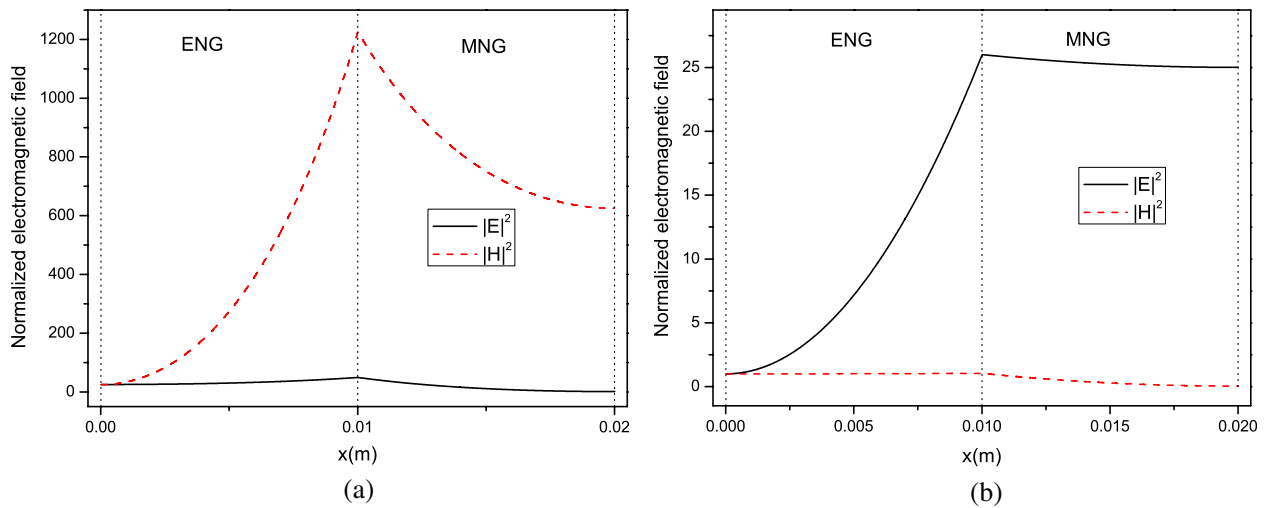 ENG
MNG
Normalized electromagnetic field
1200
1000
800
600
400
200
0
|E|²
|H|²
0.00
0.01
0.02
x(m)
(a)
ENG
MNG
Normalized electromagnetic field
25
20
15
10
5
0
|E|²
|H|²
0.000
0.005
0.010
0.015
0.020
x(m)
(b)